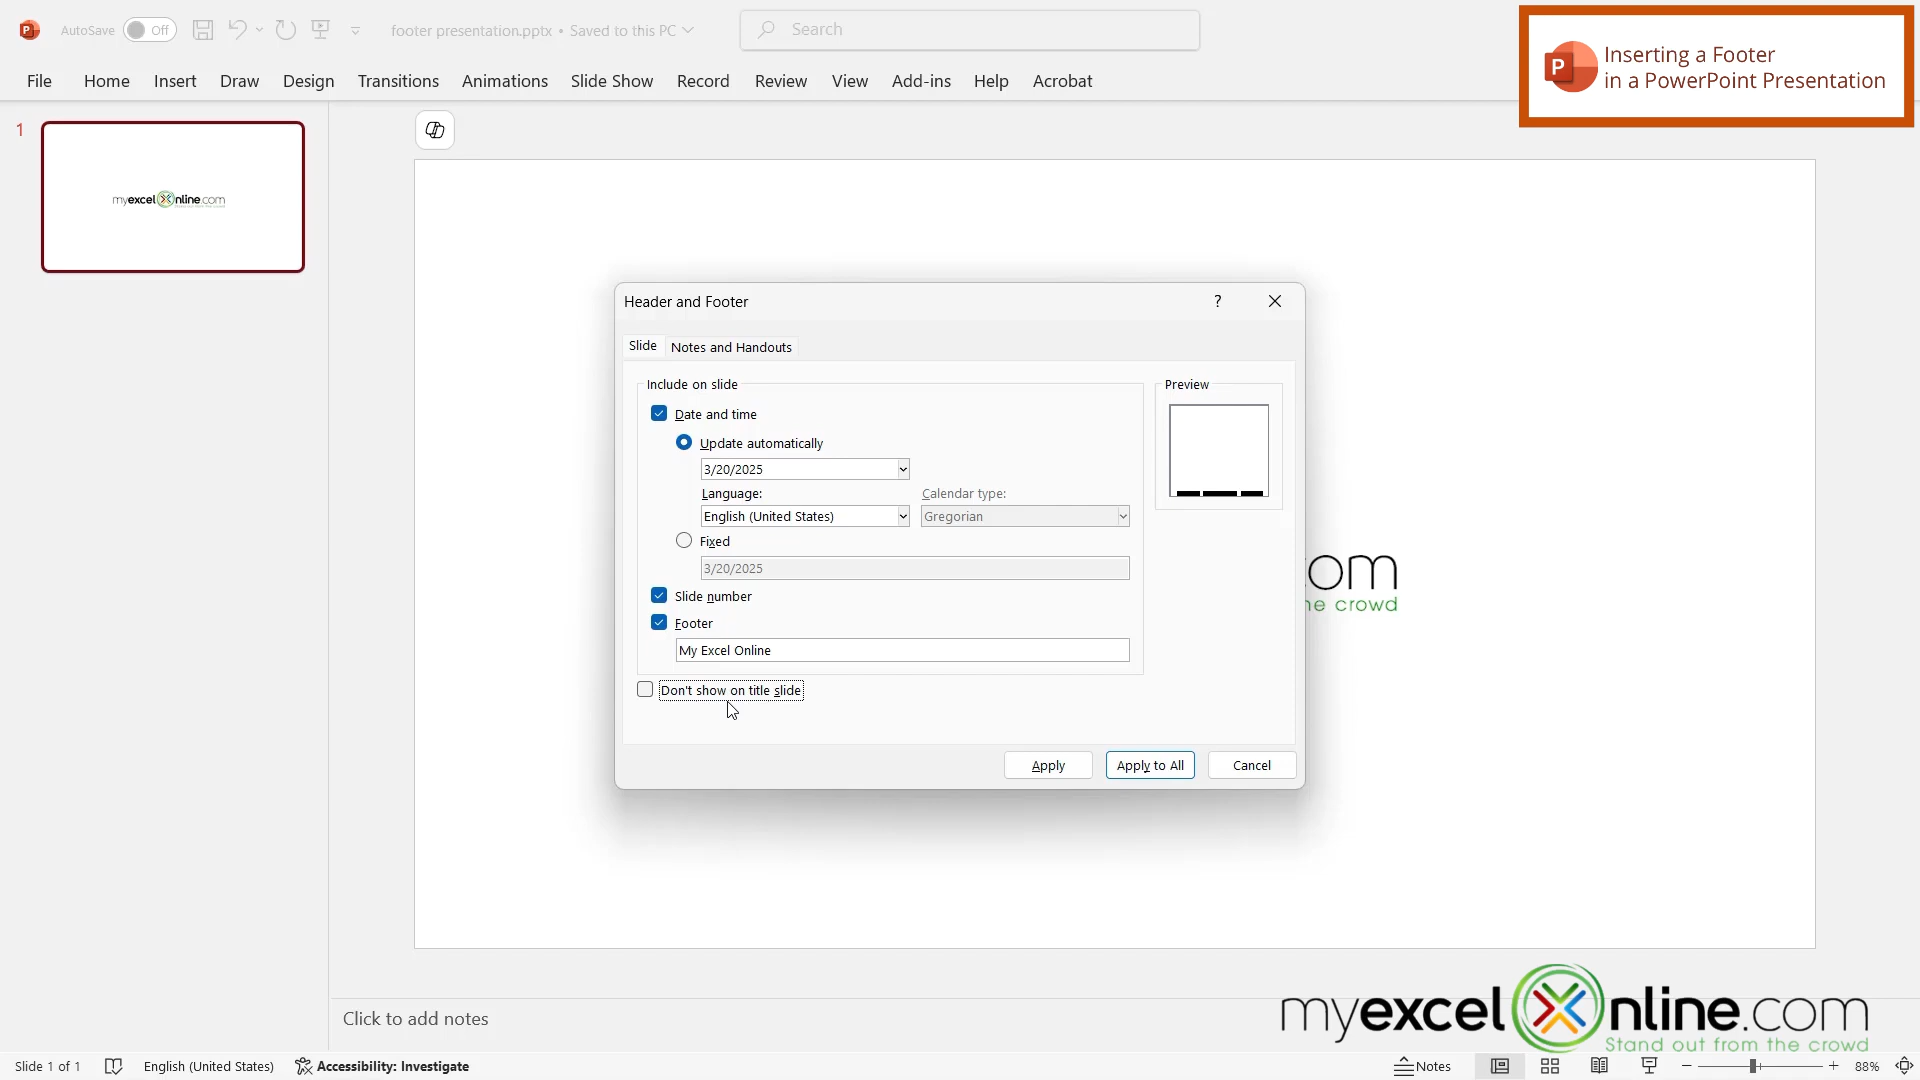 AutoSave Off footer presentation.pptx • Saved to this PC Search
Inserting a Footer
in a PowerPoint Presentation
File Home Insert Draw Design Transitions Animations Slide Show Record Review View Add-ins Help Acrobat
1
myexcelonline.com
Header and Footer ?
Slide Notes and Handouts
Include on slide Preview
Date and time
Update automatically
3/20/2025
Language: Calendar type:
English (United States) Gregorian
Fixed
3/20/2025
Slide number
Footer
My Excel Online
Don't show on title slide
Apply Apply to All Cancel
com
he crowd
myexcelonline.com
Stand out from the crowd
Click to add notes
Slide 1 of 1 English (United States) Accessibility: Investigate Notes 88%